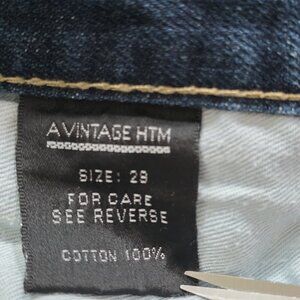 A VINTAGE HTM
SIZE: 29
FOR CARE
SEE REVERSE
COTTON 100%